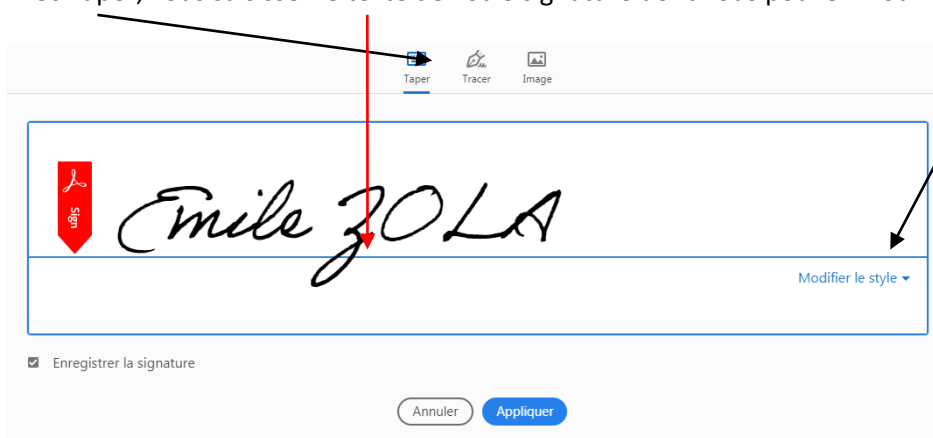 Taper Tracer Image
Sign
Emile ZOLA
Modifier le style
Enregistrer la signature
Annuler Appliquer